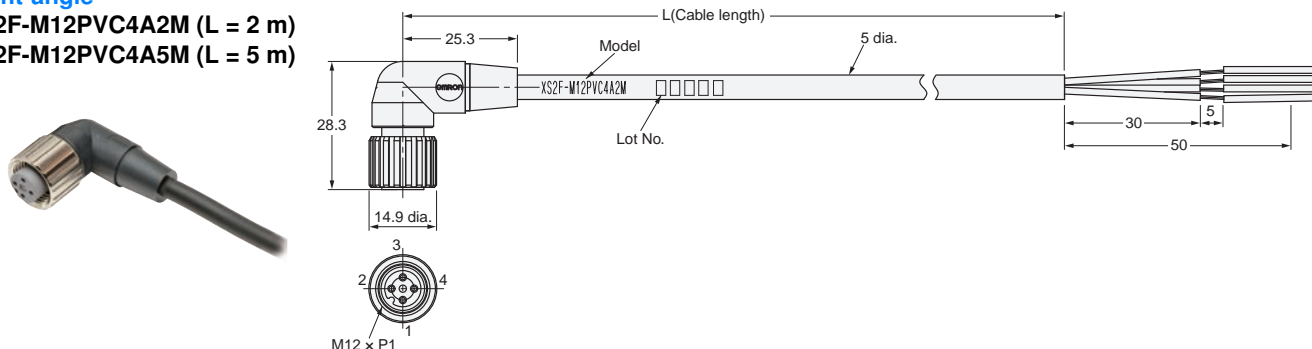 2F-M12PVC4A2M (L = 2 m)
2F-M12PVC4A5M (L = 5 m)
L(Cable length)
25.3
Model
5 dia.
OMRON
XS2F-M12PVC4A2M
28.3
Lot No.
30
5
50
14.9 dia.
3
2
4
1
M12 × P1